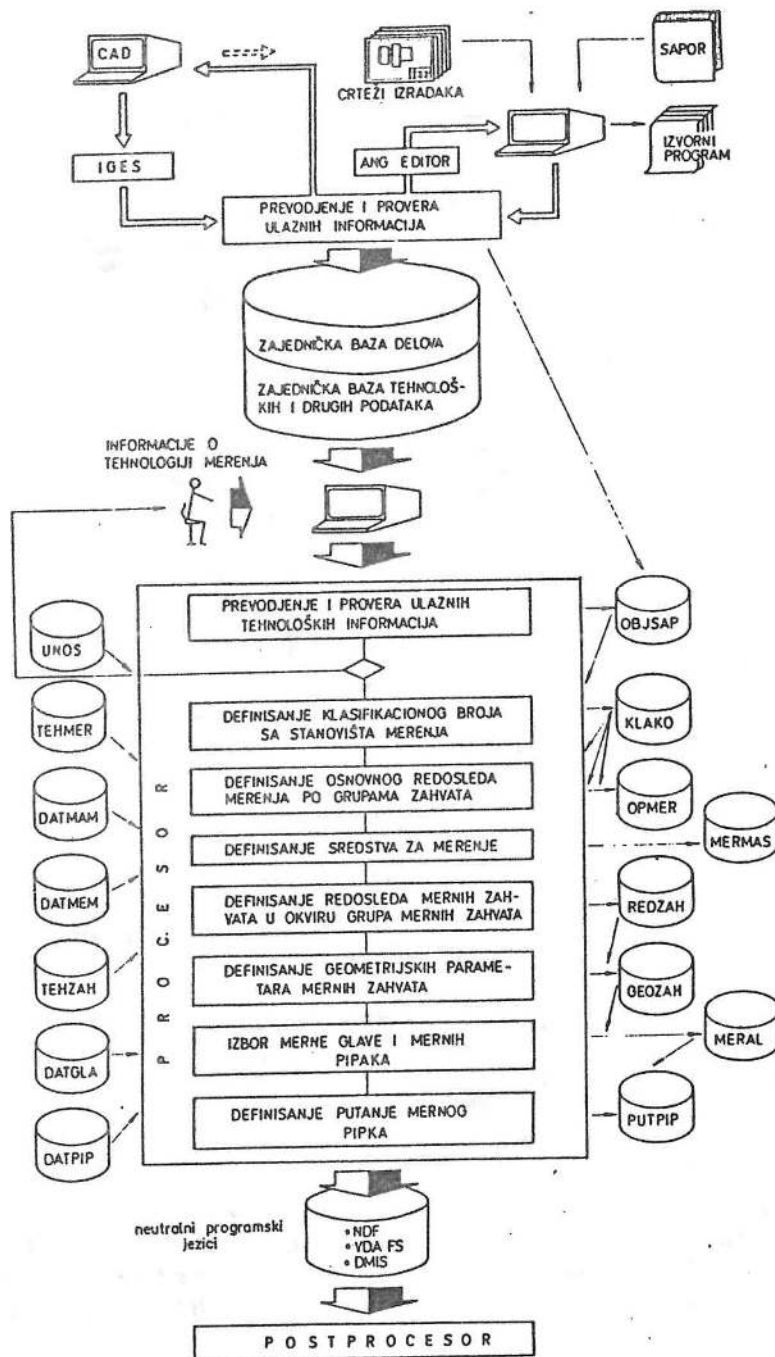 CAD
CRTEŽI IZRADAKA
SAPOR
IGES
ANG EDITOR
IZVORNI
PROGRAM
PREVODJENJE I PROVERA
ULAZNIH INFORMACIJA
ZAJEDNIČKA BAZA DELOVA
ZAJEDNIČKA BAZA TEHNOLOŠ-
KIH I DRUGIH PODATAKA
INFORMACIJE O
TEHNOLOGIJI MERENJA
PROCESOR
PREVODJENJE I PROVERA ULAZNIH
TEHNOLOŠKIH INFORMACIJA
DEFINISANJE KLASIFIKACIONOG BROJA
SA STANOVIŠTA MERENJA
DEFINISANJE OSNOVNOG REDOSLEDA
MERENJA PO GRUPAMA ZAHVATA
DEFINISANJE SREDSTVA ZA MERENJE
DEFINISANJE REDOSLEDA MERNIH ZAH-
VATA U OKVIRU GRUPA MERNIH ZAHVATA
DEFINISANJE GEOMETRIJSKIH PARAME-
TARA MERNIH ZAHVATA
IZBOR MERNE GLAVE I MERNIH
PIPAKA
DEFINISANJE PUTANJE MERNOG
PIPKA
UNOS
TEHMER
DATMAM
DATMEM
TEHZAH
DATGLA
DATPIP
OBJSAP
KLAKO
OPMER
MERMAS
REDZAH
GEOZAH
MERAL
PUTPIP
neutralni programski
jezici
• NDF
• VDA FS
• DMIS
POSTPROCESOR